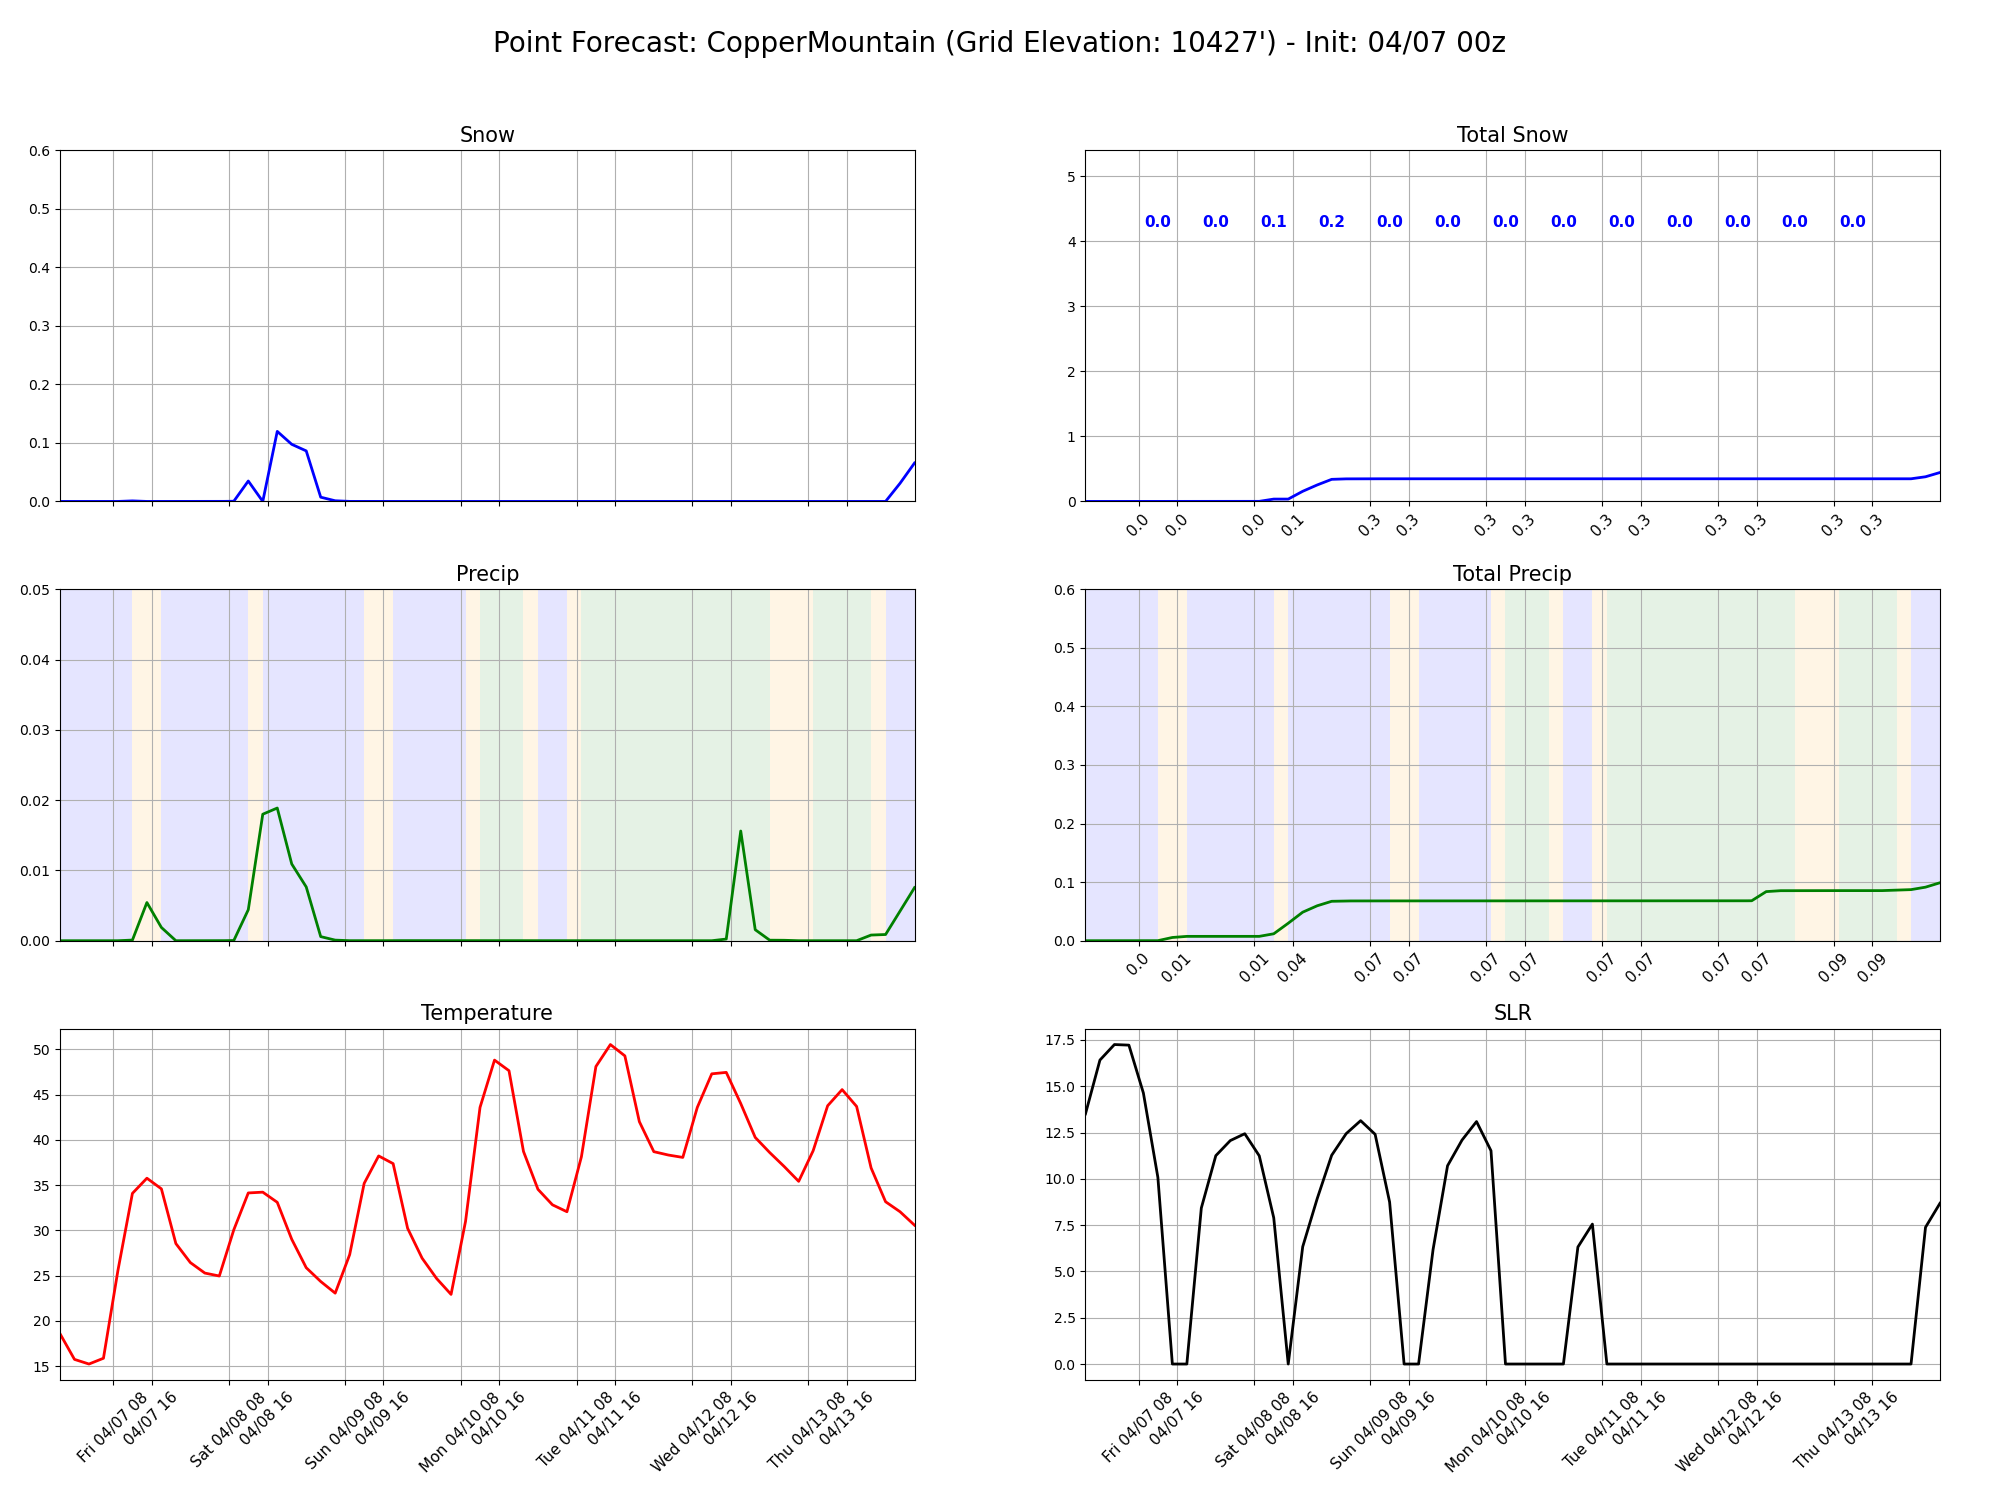 Point Forecast: CopperMountain (Grid Elevation: 10427') - Init: 04/07 00z
Snow
0.6
0.5
0.4
0.3
0.2
0.1
0.0
Total Snow
5
4
3
2
1
0
0.0 0.0 0.1 0.2 0.0 0.0 0.0 0.0 0.0 0.0 0.0 0.0 0.0
0.0 0.0 0.0 0.1 0.3 0.3 0.3 0.3 0.3 0.3 0.3 0.3 0.3 0.3
Precip
0.05
0.04
0.03
0.02
0.01
0.00
Total Precip
0.6
0.5
0.4
0.3
0.2
0.1
0.0
0.0 0.01 0.01 0.04 0.07 0.07 0.07 0.07 0.07 0.07 0.07 0.07 0.09 0.09
Temperature
50
45
40
35
30
25
20
15
Fri 04/07 08
04/07 16
Sat 04/08 08
04/08 16
Sun 04/09 08
04/09 16
Mon 04/10 08
04/10 16
Tue 04/11 08
04/11 16
Wed 04/12 08
04/12 16
Thu 04/13 08
04/13 16
SLR
17.5
15.0
12.5
10.0
7.5
5.0
2.5
0.0
Fri 04/07 08
04/07 16
Sat 04/08 08
04/08 16
Sun 04/09 08
04/09 16
Mon 04/10 08
04/10 16
Tue 04/11 08
04/11 16
Wed 04/12 08
04/12 16
Thu 04/13 08
04/13 16